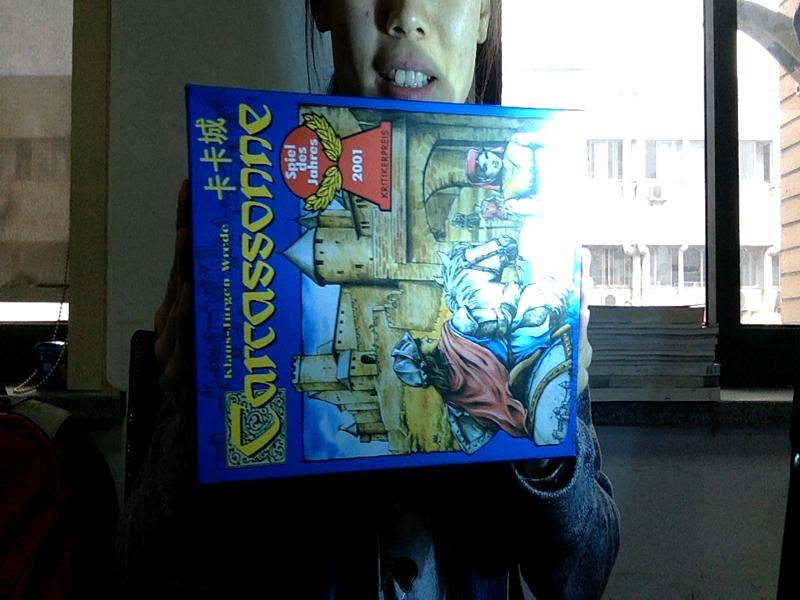 卡卡城
Klaus-Jürgen Wrede
Carcassonne
Spiel
des
Jahres
2001
KRITIKERPREIS